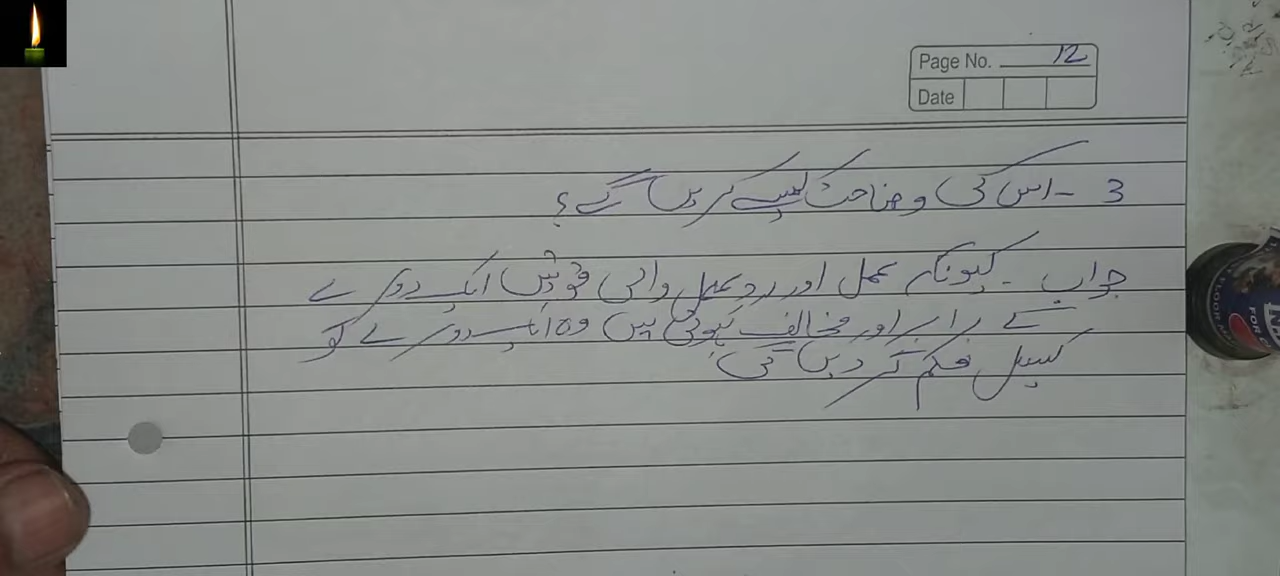 Page No. 12
Date
3 - اس کی وضاحت کیسے کریں گے؟
جواب - کیونکہ عمل اور ردِعمل والی قوتیں ایک دوسرے
کے برابر اور مخالف ہوتی ہیں وہ ایک دوسرے کو
کینسل ختم کر دیں گی